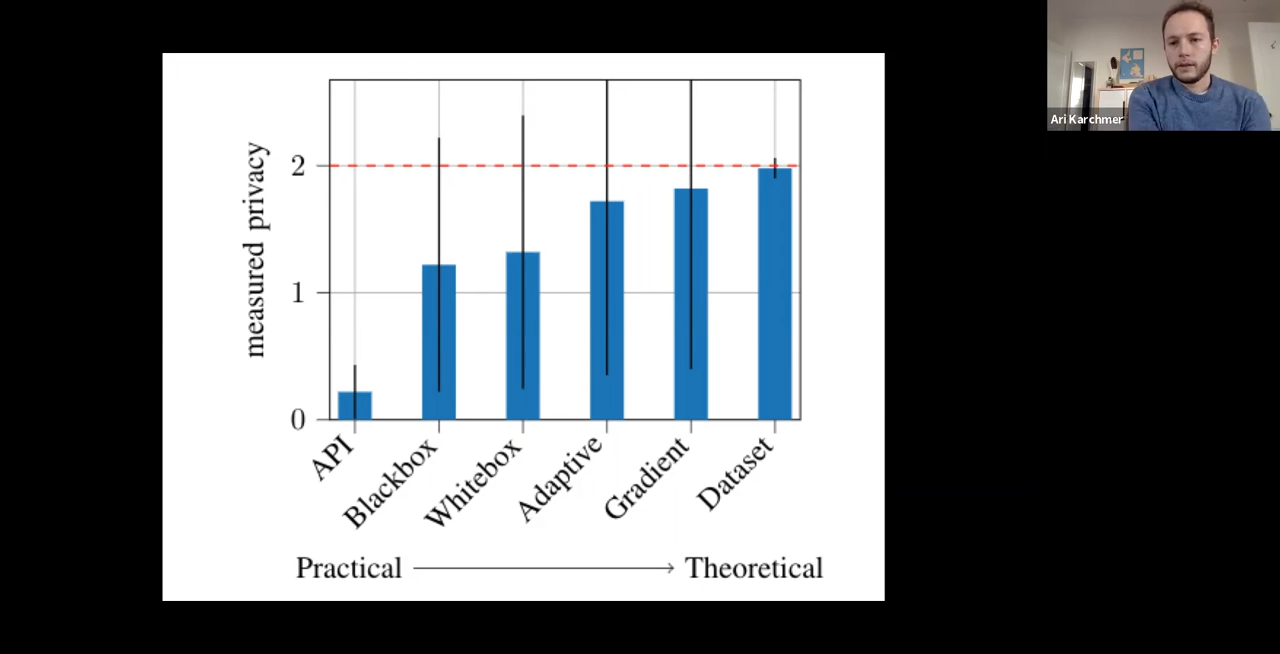 measured privacy
2
1
0
API
Blackbox
Whitebox
Adaptive
Gradient
Dataset
Practical
Theoretical
Ari Karchmer